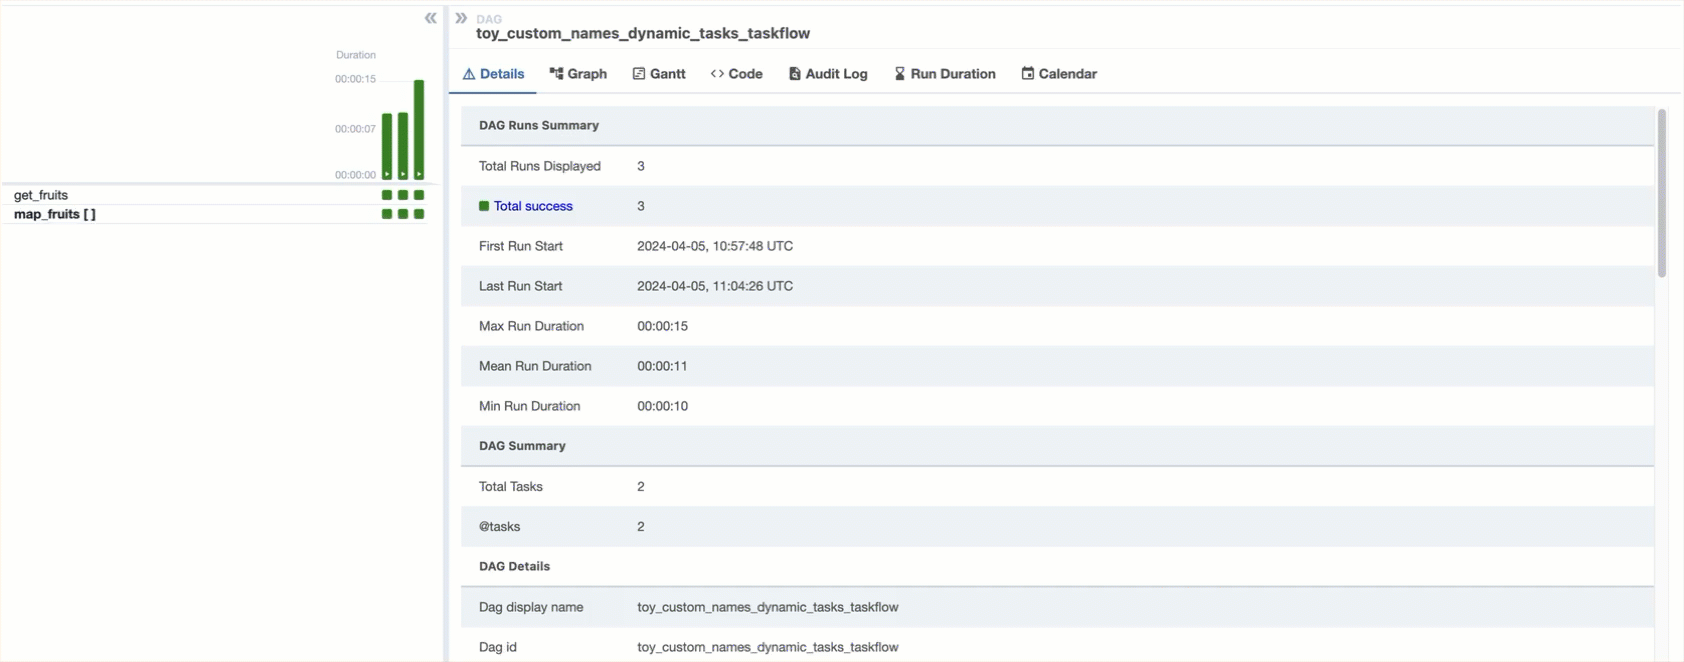 Duration
00:00:15
00:00:07
00:00:00
get_fruits
map_fruits [ ]
DAG
toy_custom_names_dynamic_tasks_taskflow
Details Graph Gantt Code Audit Log Run Duration Calendar
DAG Runs Summary
Total Runs Displayed 3
Total success 3
First Run Start 2024-04-05, 10:57:48 UTC
Last Run Start 2024-04-05, 11:04:26 UTC
Max Run Duration 00:00:15
Mean Run Duration 00:00:11
Min Run Duration 00:00:10
DAG Summary
Total Tasks 2
@tasks 2
DAG Details
Dag display name toy_custom_names_dynamic_tasks_taskflow
Dag id toy_custom_names_dynamic_tasks_taskflow